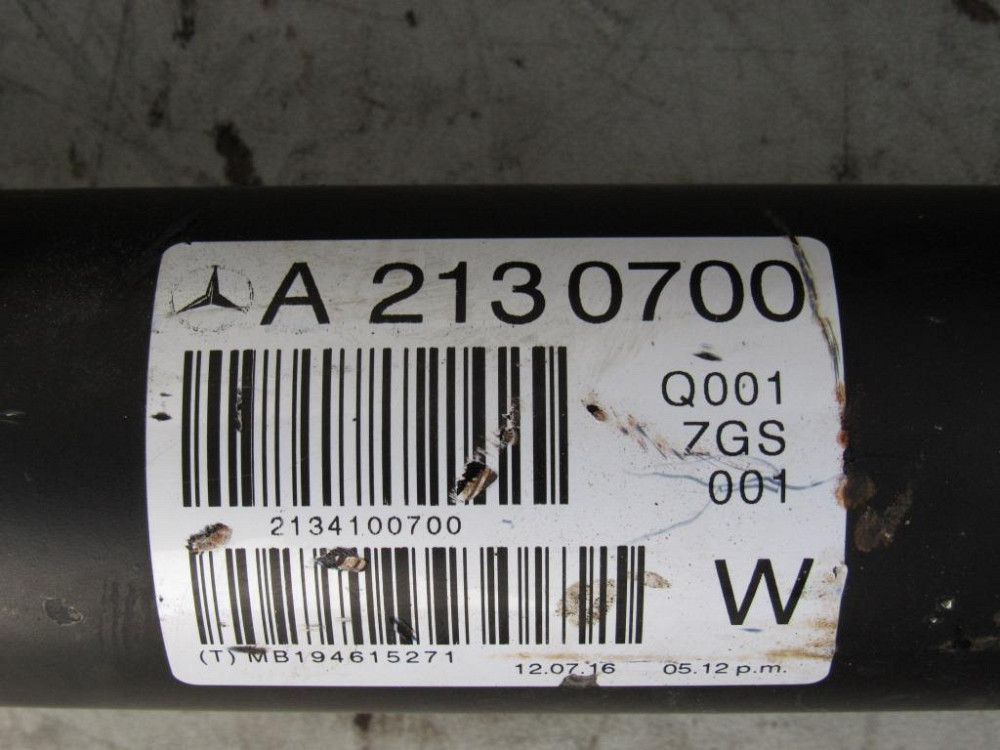 A 213 0700
Q001
ZGS
001
2134100700
W
(T) MB194615271 12.07.16 05.12 p.m.